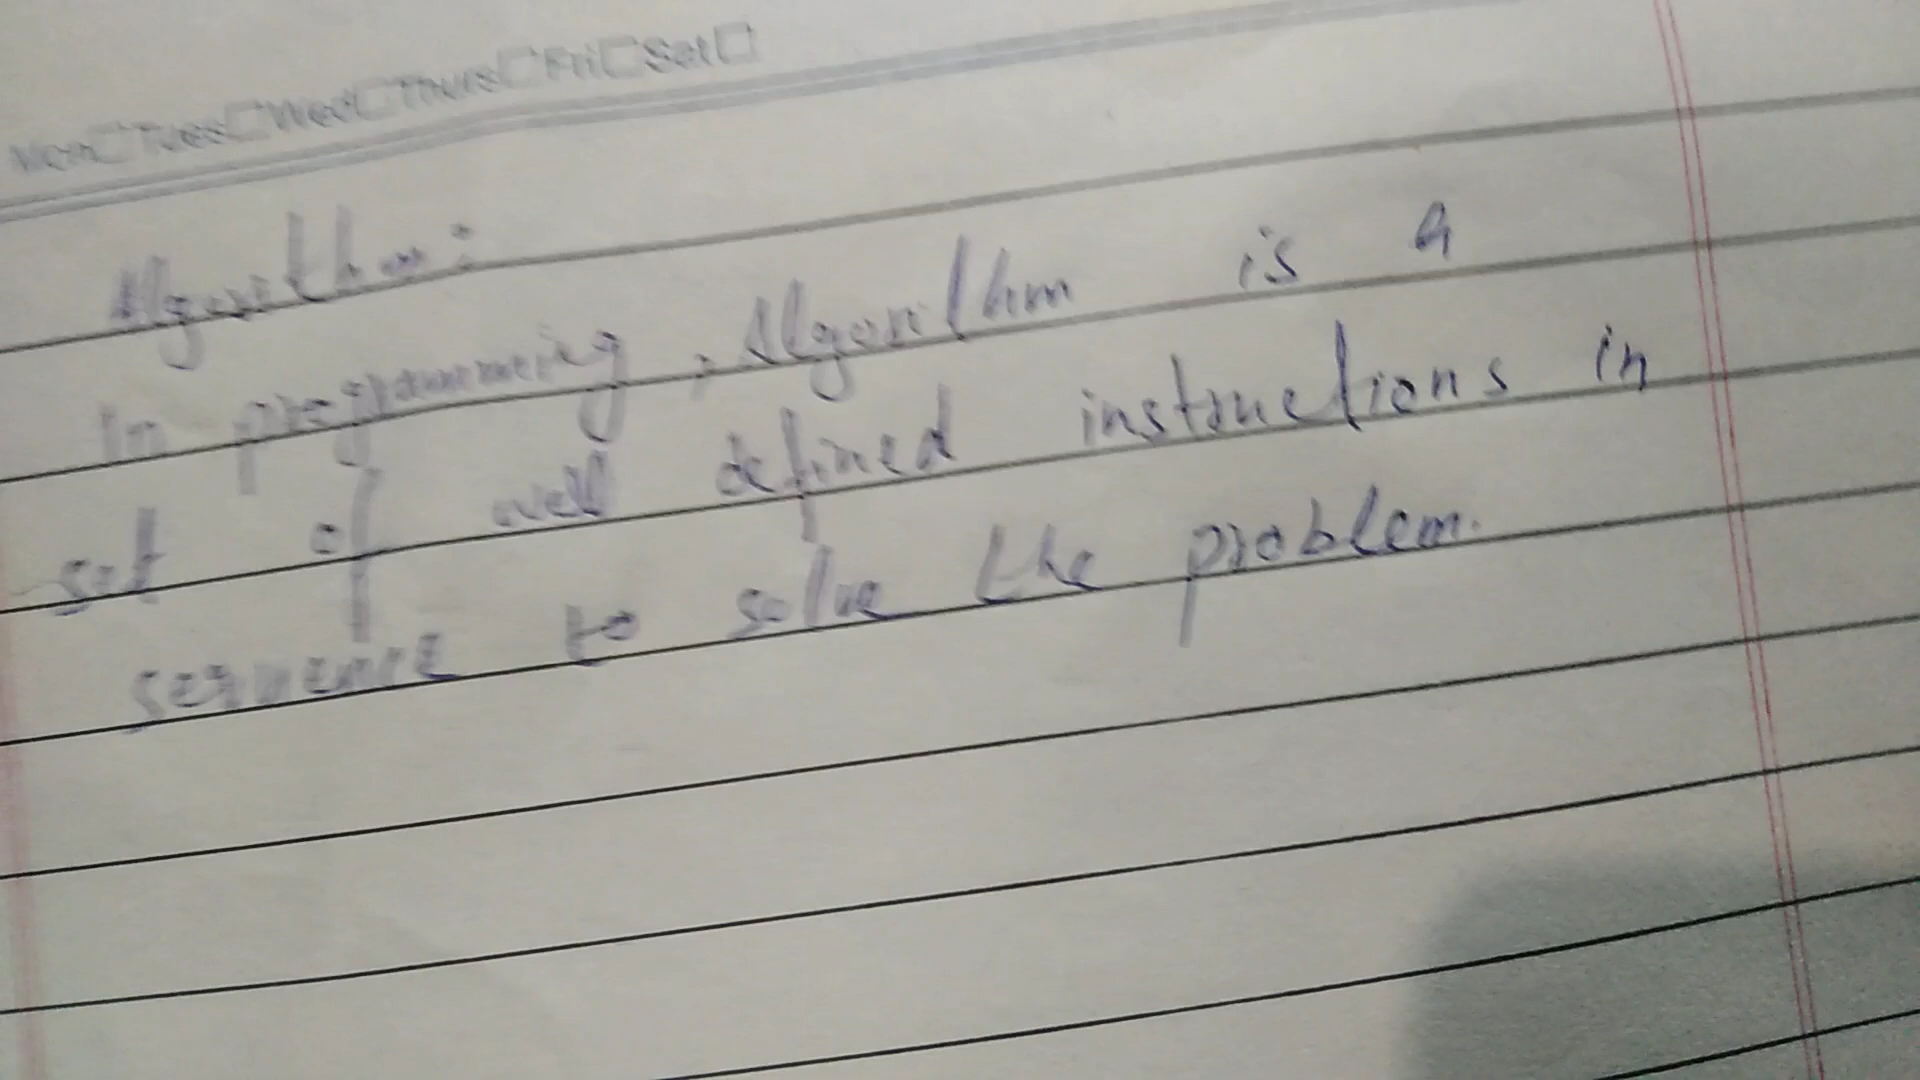 Mon□Tues□Wed□Thurs□Fri□Sat□
Algorithm:
In programming, Algorithm is a
set of well defined instructions in
sequence to solve the problem.